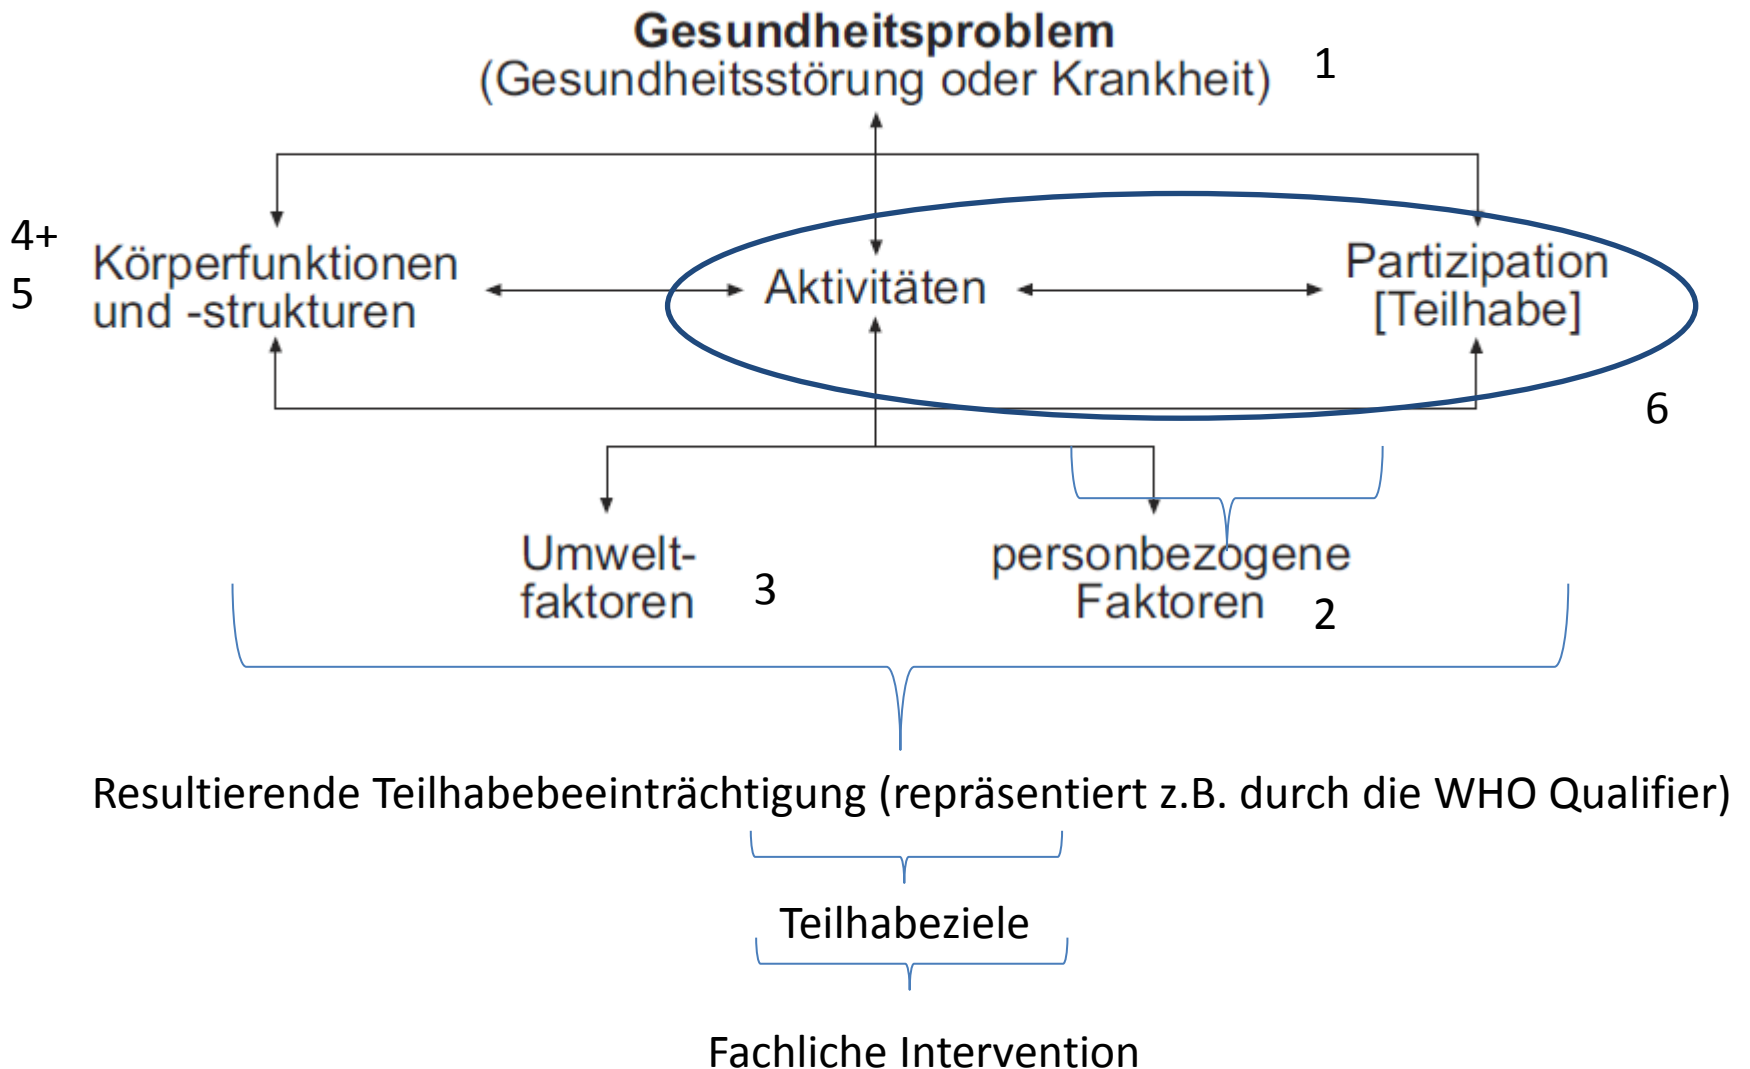 Gesundheitsproblem
(Gesundheitsstörung oder Krankheit)
1
4+
5
Körperfunktionen
und -strukturen
Aktivitäten
Partizipation
[Teilhabe]
6
Umwelt-
faktoren
3
personbezogene
Faktoren
2
Resultierende Teilhabebeeinträchtigung (repräsentiert z.B. durch die WHO Qualifier)
Teilhabeziele
Fachliche Intervention